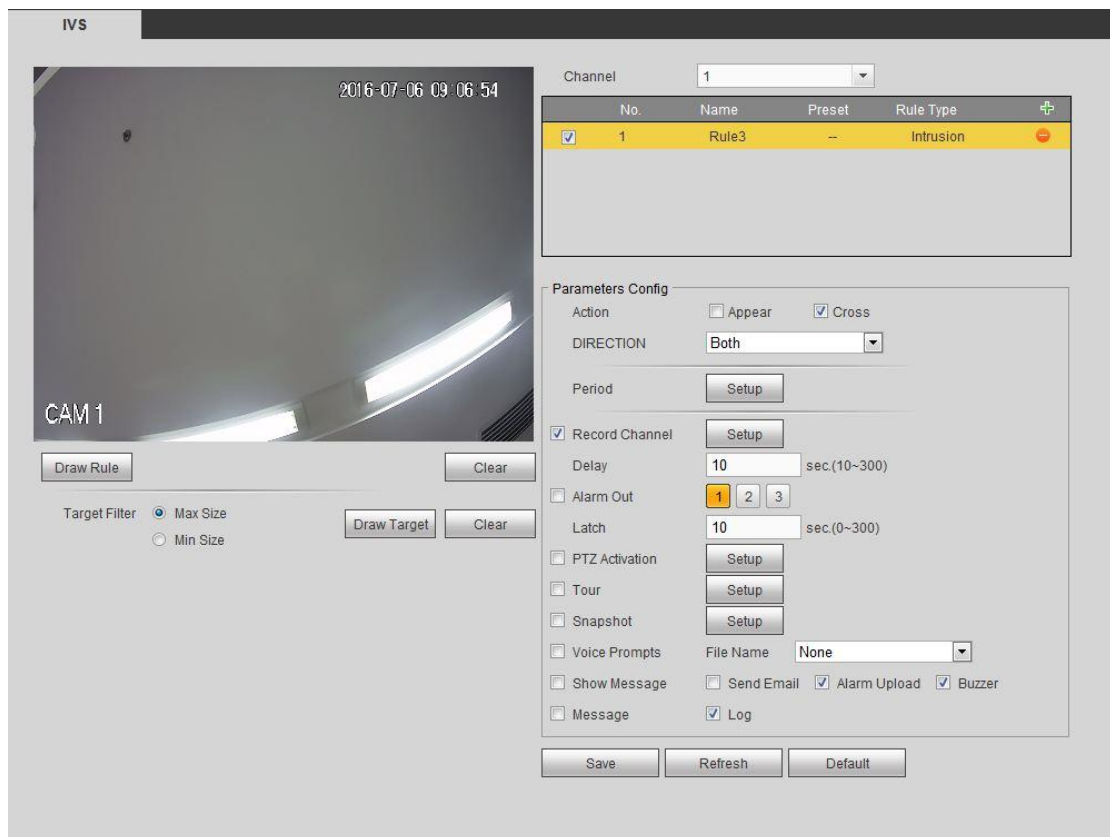 IVS
2016-07-06 09:06:54
CAM 1
Draw Rule Clear
Target Filter Max Size
Min Size
Draw Target Clear
Channel 1
No. Name Preset Rule Type
1 Rule3 -- Intrusion
Parameters Config
Action Appear Cross
DIRECTION Both
Period Setup
Record Channel Setup
Delay 10 sec.(10~300)
Alarm Out 1 2 3
Latch 10 sec.(0~300)
PTZ Activation Setup
Tour Setup
Snapshot Setup
Voice Prompts File Name None
Show Message Send Email Alarm Upload Buzzer
Message Log
Save Refresh Default